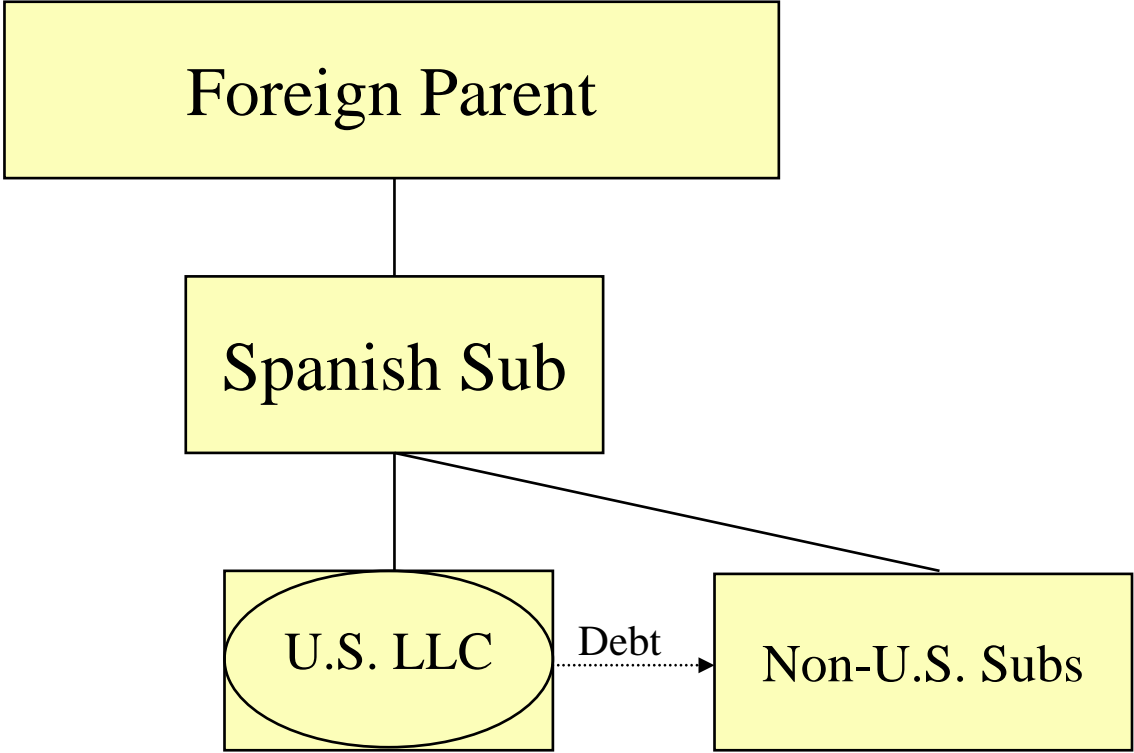 Foreign Parent
Spanish Sub
U.S. LLC
Debt
Non-U.S. Subs